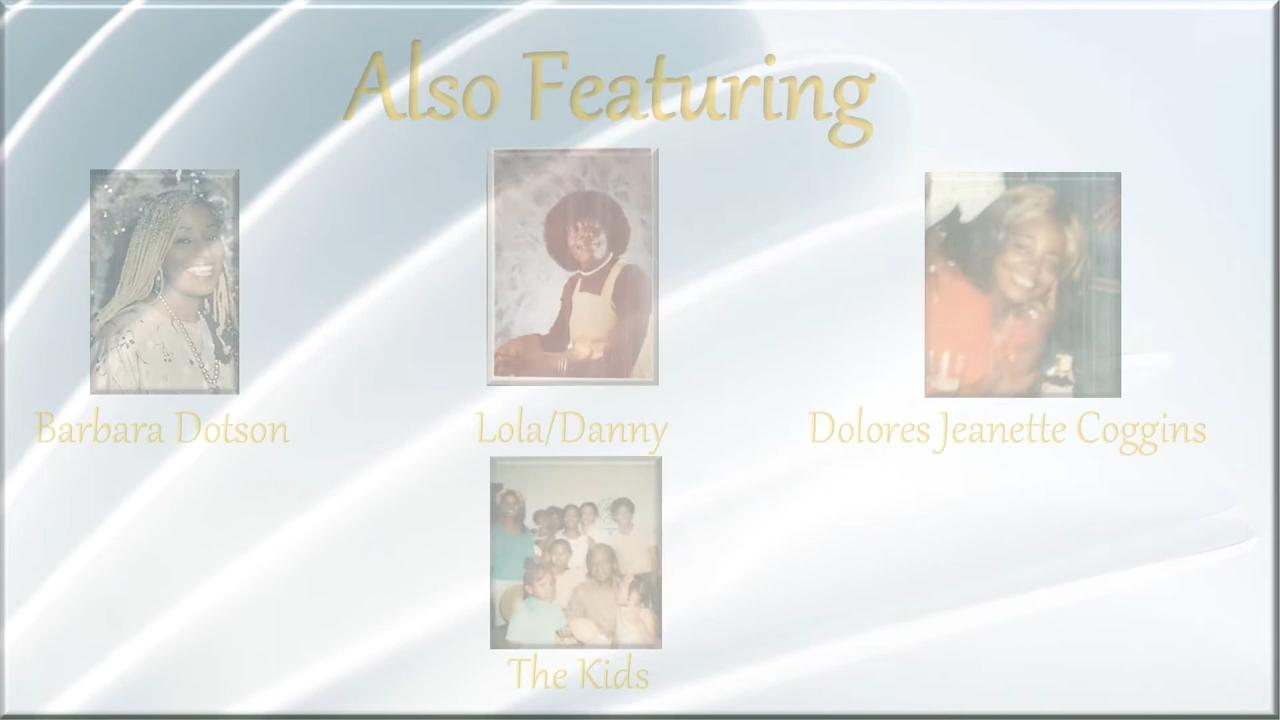 Also Featuring
Barbara Dotson
Lola/Danny
Dolores Jeanette Coggins
The Kids